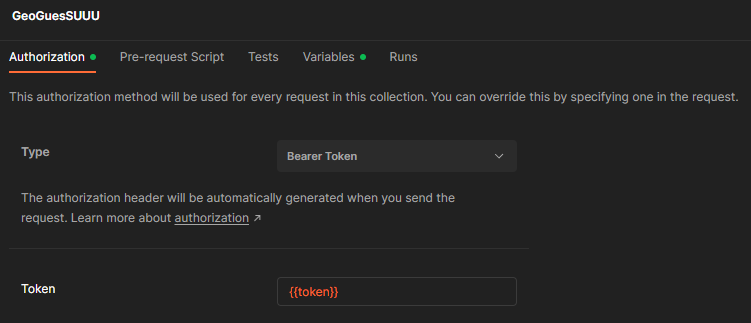 GeoGuesSUUU
Authorization Pre-request Script Tests Variables Runs
This authorization method will be used for every request in this collection. You can override this by specifying one in the request.
Type Bearer Token
The authorization header will be automatically generated when you send the
request. Learn more about authorization ↗
Token {{token}}